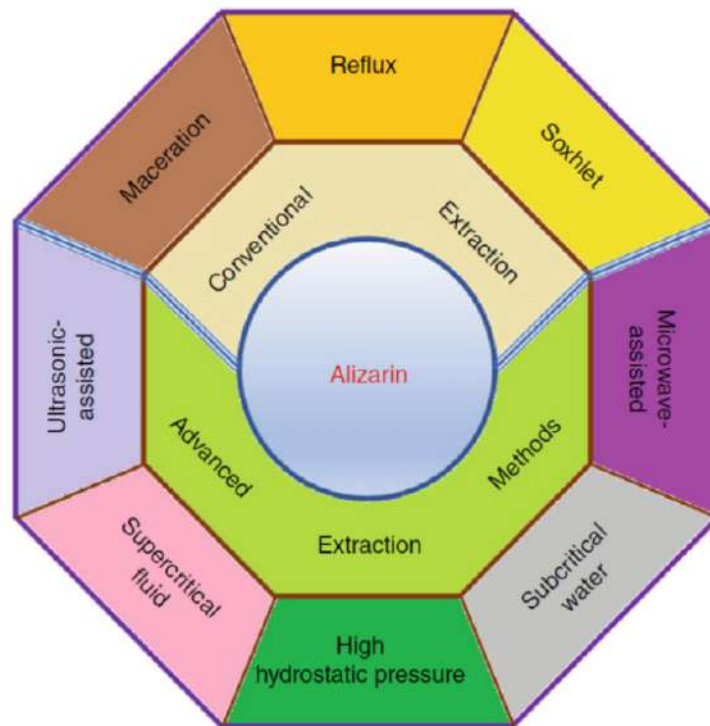 Reflux
Maceration
Soxhlet
Conventional
Extraction
Ultrasonic-
assisted
Microwave-
assisted
Alizarin
Advanced
Extraction
Methods
Supercritical
fluid
High
hydrostatic pressure
Subcritical
water